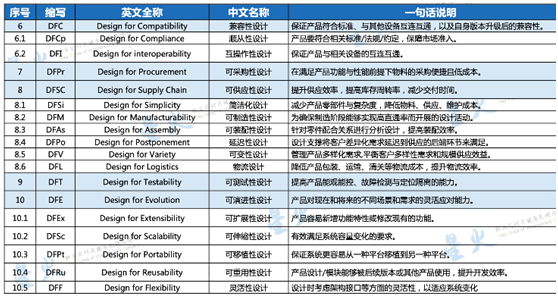 序号 缩写 英文全称 中文名称 一句话说明
6 DFC Design for Compatibility 兼容性设计 保证产品符合标准、与其他设备互连互通，以及自身版本升级后的兼容性。
6.1 DFCp Design for Compliance 顺从性设计 产品要符合相关标准/法规/约定，保障市场准入。
6.2 DFI Design for interoperability 互操作性设计 保证产品与相关设备的互连互通。
7 DFPr Design for Procurement 可采购性设计 在满足产品功能与性能前提下物料的采购便捷且低成本。
8 DFSC Design for Supply Chain 可供应性设计 提升供应效率，提高库存周转率，减少交付时间。
8.1 DFSi Design for Simplicity 简洁化设计 减少产品零部件与复杂度，降低物料、供应、维护成本。
8.2 DFM Design for Manufacturability 可制造性设计 为确保制造阶段能够实现高直通率而开展的设计活动。
8.3 DFAs Design for Assembly 可装配性设计 针对零件配合关系进行分析设计，提高装配效率。
8.4 DFPo Design for Postponement 延迟性设计 设计支撑将客户差异化需求延迟到供应的后端环节来满足。
8.5 DFV Design for Variety 可变性设计 管理产品多样化需求,平衡客户多样性需求和规模供应效益。
8.6 DFL Design for Logistics 物流设计 降低产品包装、运输、清关等物流成本，提升物流效率。
9 DFT Design for Testability 可测试性设计 提高产品能观能控、故障检测与定位隔离的能力。
10 DFE Design for Evolution 可演进性设计 产品对现在和将来的不同场景和需求的灵活应对能力。
10.1 DFEx Design for Extensibility 可扩展性设计 产品容易新增功能特性或修改现有的功能。
10.2 DFSc Design for Scalability 可伸缩性设计 有效满足系统容量变化的要求。
10.3 DFPt Design for Portability 可移植性设计 保证系统更容易从一种平台移植到另一种平台。
10.4 DFRu Design for Reusability 可重用性设计 产品设计/模块能够被后续版本或其他产品使用，提升开发效率。
10.5 DFF Design for Flexibility 灵活性设计 设计时考虑架构接口等方面的灵活性，以适应系统变化
星火
星火